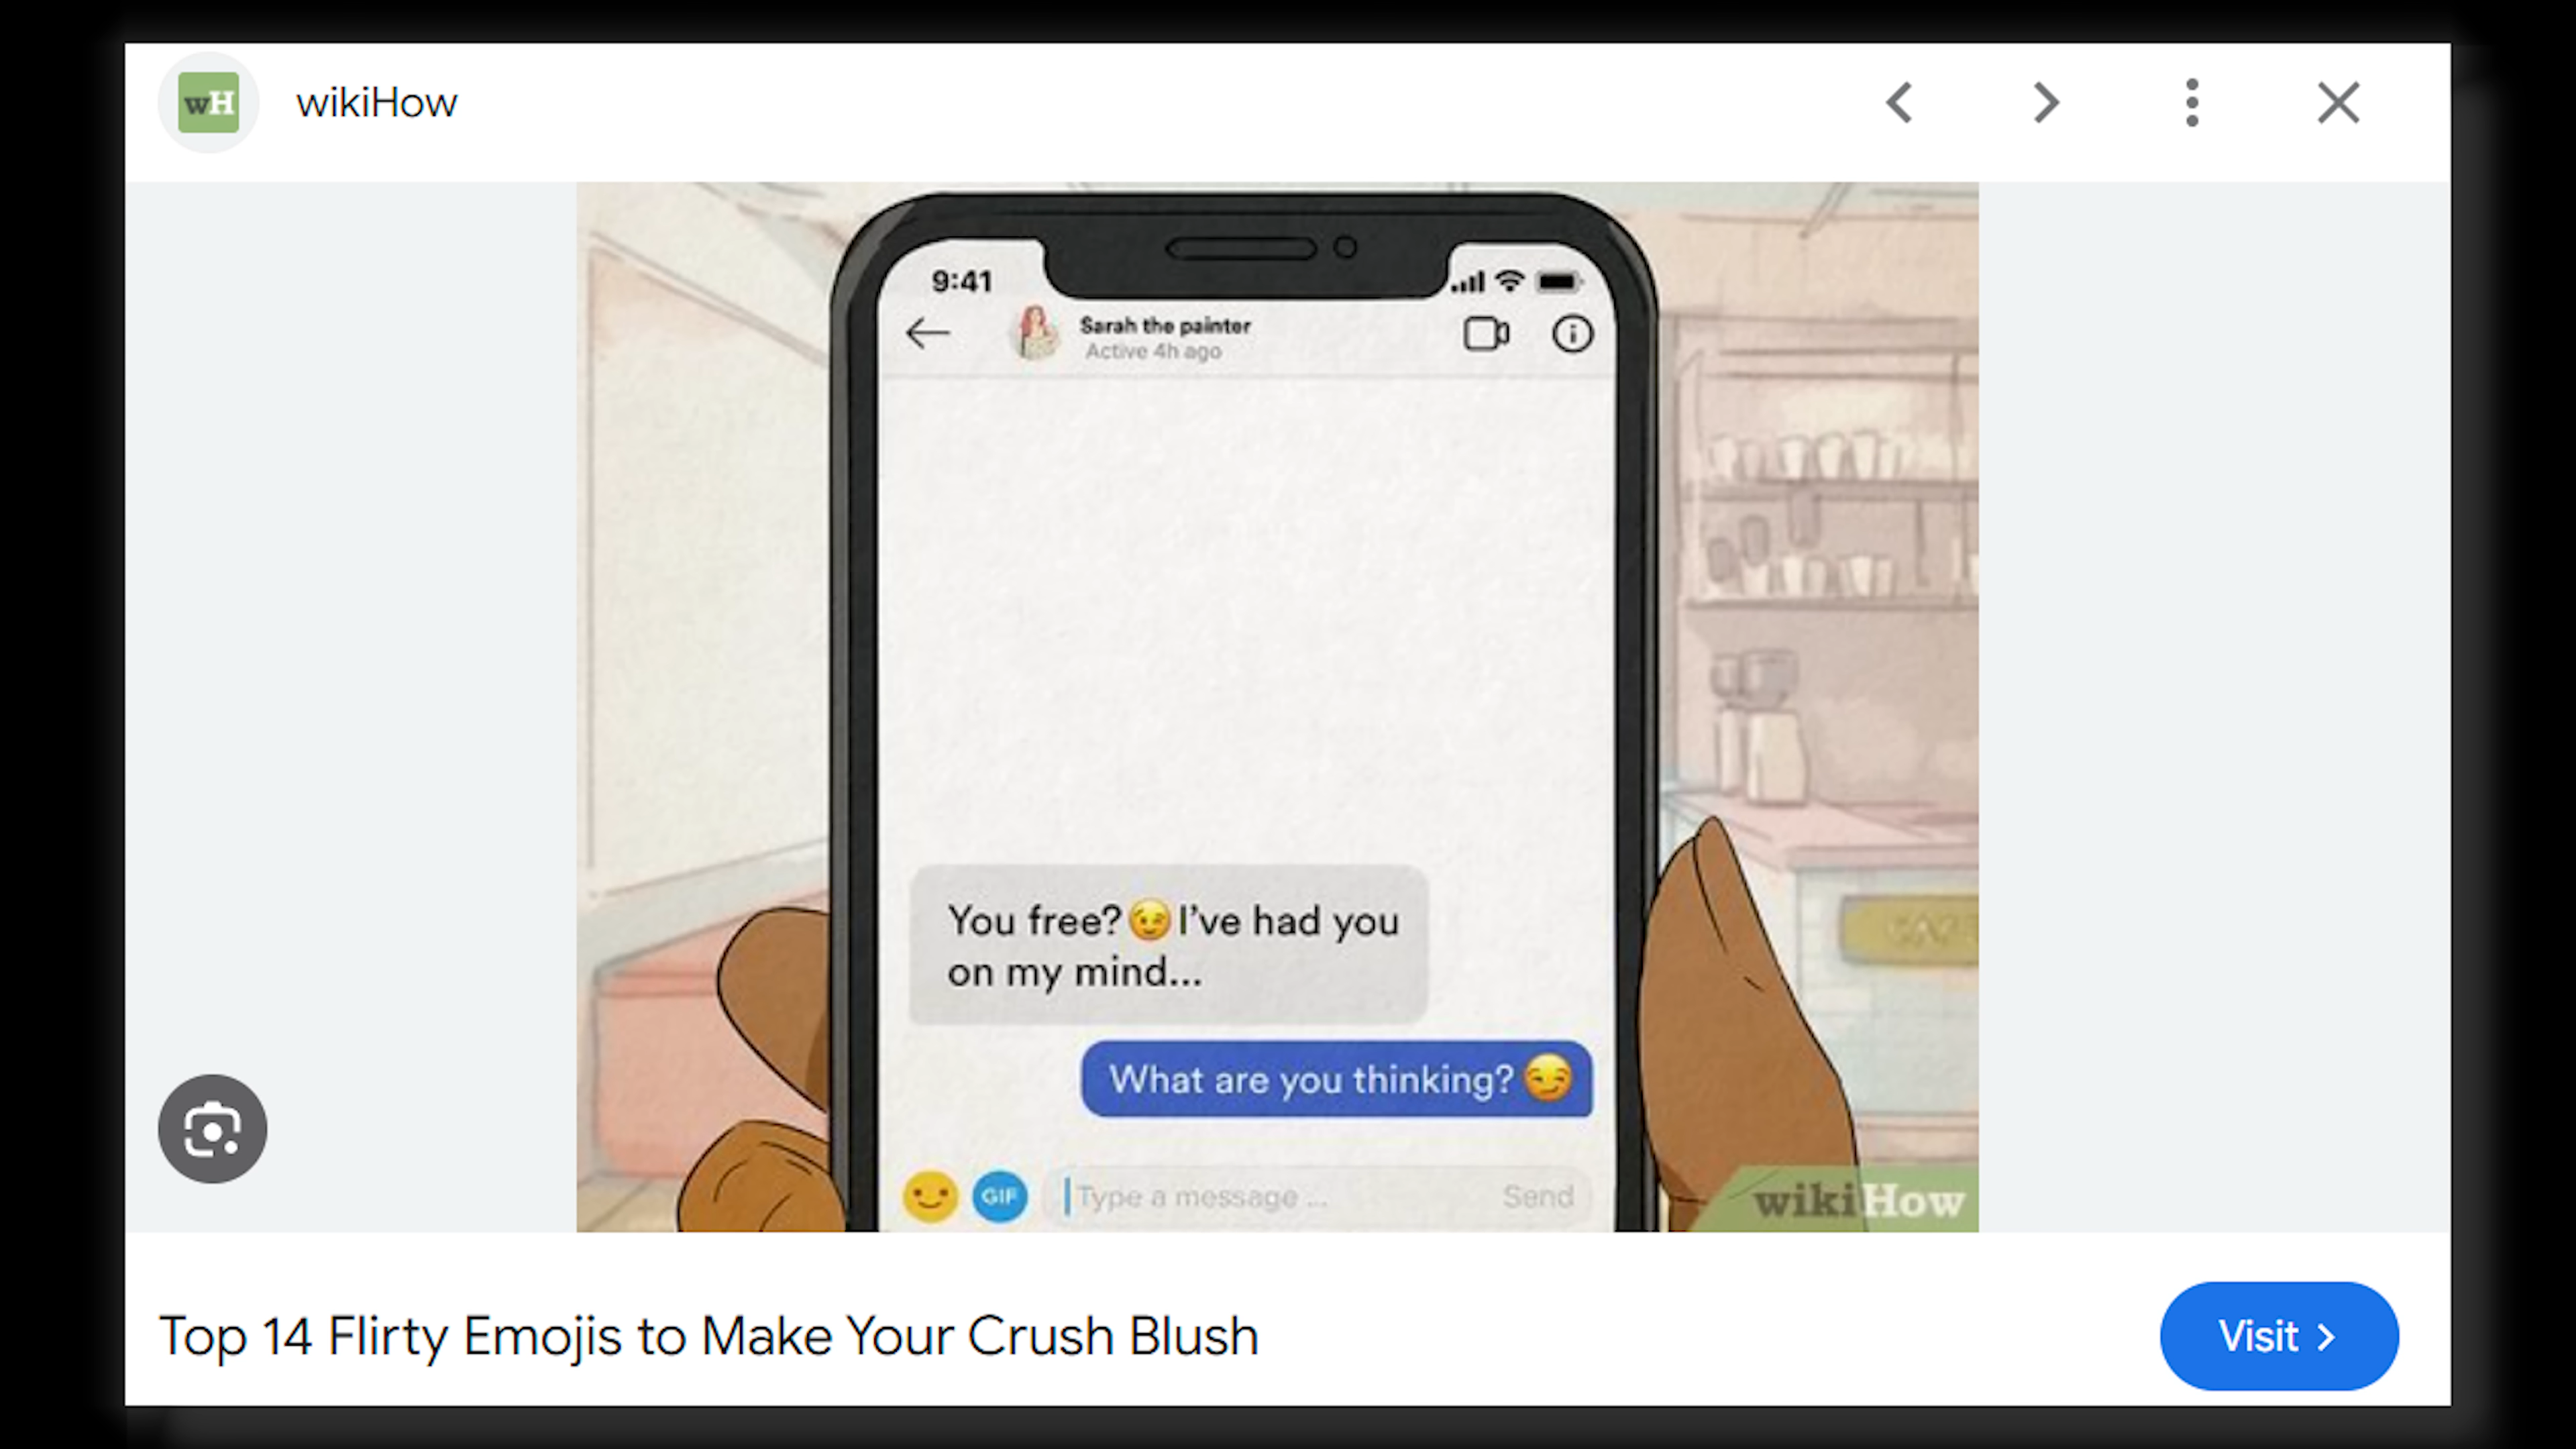 wH
wikiHow
9:41
Sarah the painter
Active 4h ago
You free?😉I've had you
on my mind...
What are you thinking?😏
GIF
Type a message ...
Send
wikiHow
Top 14 Flirty Emojis to Make Your Crush Blush
Visit